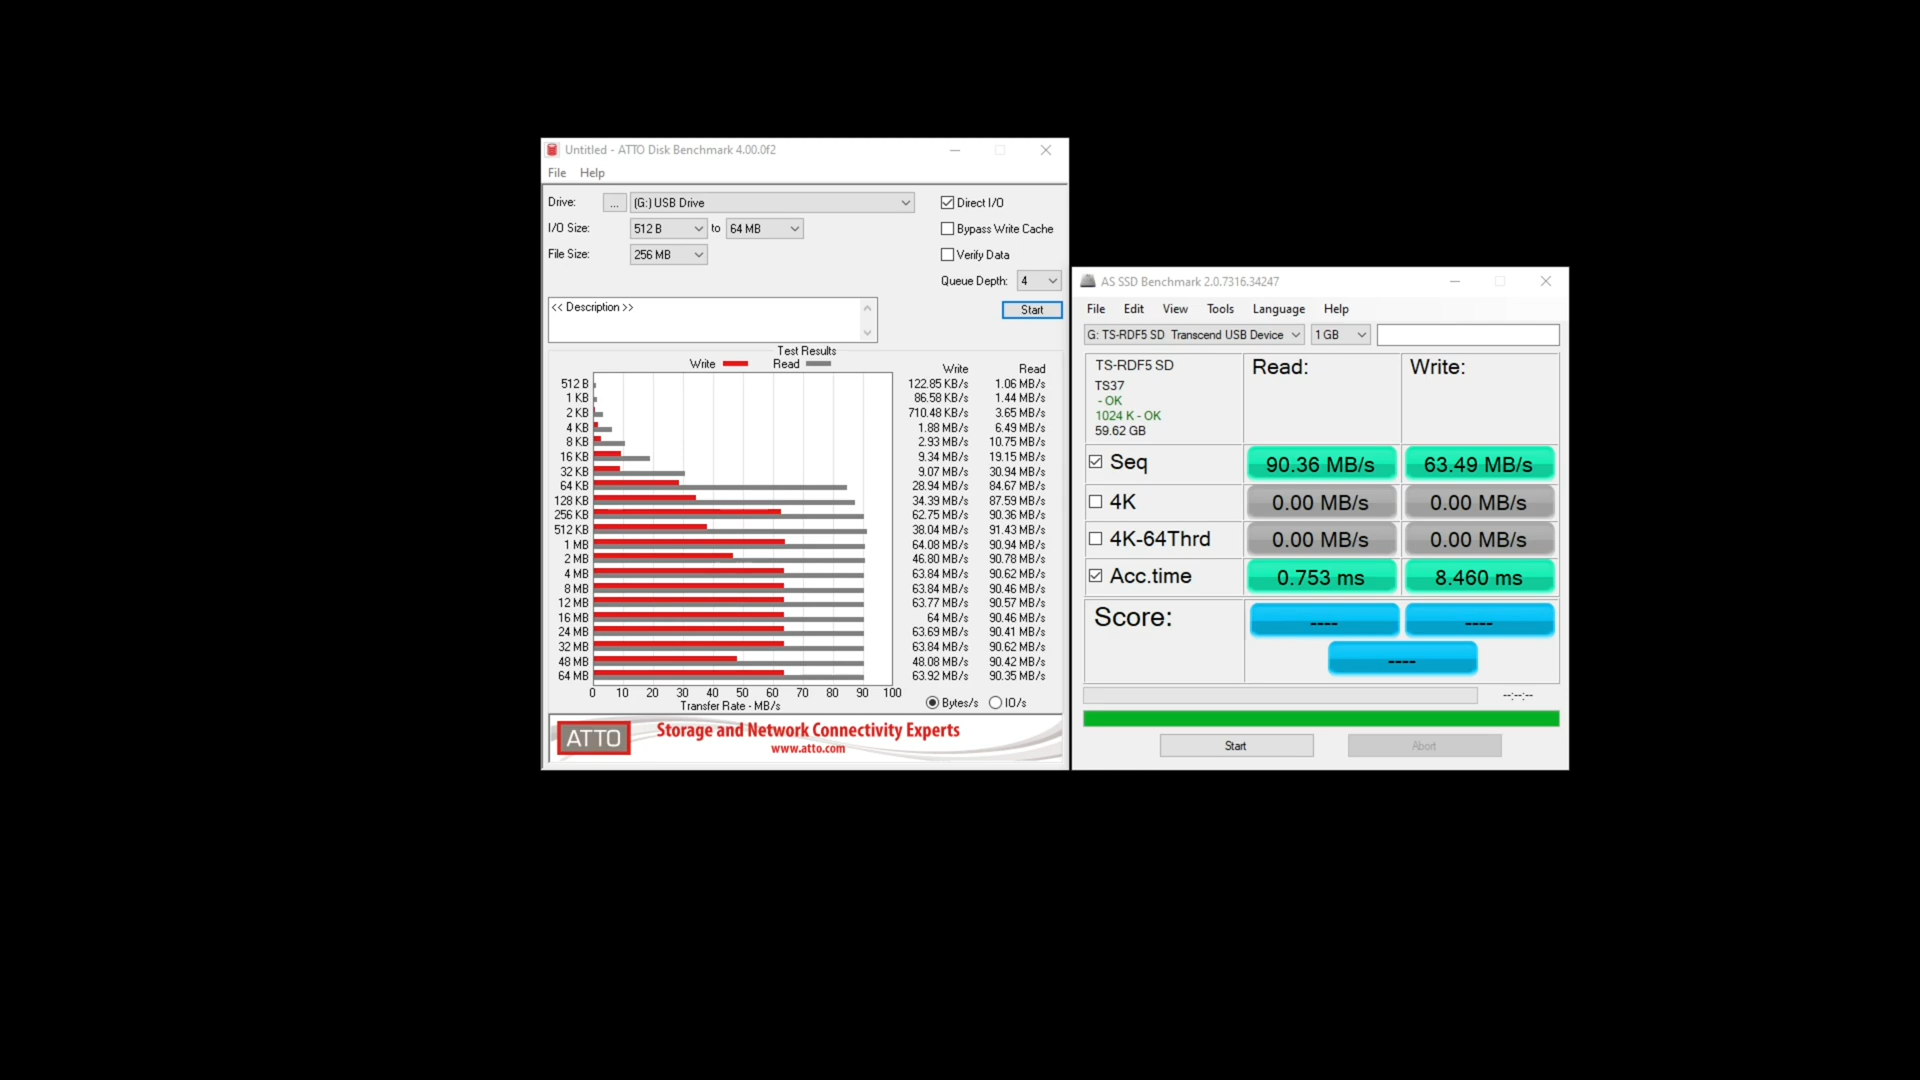 Untitled - ATTO Disk Benchmark 4.00.0f2
File Help
Drive: ... (G:) USB Drive
Direct I/O
I/O Size: 512 B to 64 MB
Bypass Write Cache
File Size: 256 MB
Verify Data
Queue Depth: 4
<< Description >>
Start
Test Results
Write Read
Write Read
512 B 122.85 KB/s 1.06 MB/s
1 KB 86.58 KB/s 1.44 MB/s
2 KB 710.48 KB/s 3.65 MB/s
4 KB 1.88 MB/s 6.49 MB/s
8 KB 2.93 MB/s 10.75 MB/s
16 KB 9.34 MB/s 19.15 MB/s
32 KB 9.07 MB/s 30.94 MB/s
64 KB 28.94 MB/s 84.67 MB/s
128 KB 34.39 MB/s 87.59 MB/s
256 KB 62.75 MB/s 90.36 MB/s
512 KB 38.04 MB/s 91.43 MB/s
1 MB 64.08 MB/s 90.94 MB/s
2 MB 46.80 MB/s 90.78 MB/s
4 MB 63.84 MB/s 90.62 MB/s
8 MB 63.84 MB/s 90.46 MB/s
12 MB 63.77 MB/s 90.57 MB/s
16 MB 64 MB/s 90.46 MB/s
24 MB 63.69 MB/s 90.41 MB/s
32 MB 63.84 MB/s 90.62 MB/s
48 MB 48.08 MB/s 90.42 MB/s
64 MB 63.92 MB/s 90.35 MB/s
0 10 20 30 40 50 60 70 80 90 100
Transfer Rate - MB/s
Bytes/s IO/s
ATTO
Storage and Network Connectivity Experts
www.atto.com
AS SSD Benchmark 2.0.7316.34247
File Edit View Tools Language Help
G: TS-RDF5 SD Transcend USB Device 1 GB
TS-RDF5 SD
TS37
- OK
1024 K - OK
59.62 GB
Read: Write:
Seq 90.36 MB/s 63.49 MB/s
4K 0.00 MB/s 0.00 MB/s
4K-64Thrd 0.00 MB/s 0.00 MB/s
Acc.time 0.753 ms 8.460 ms
Score: ---- ----
----
--:--:--
Start Abort